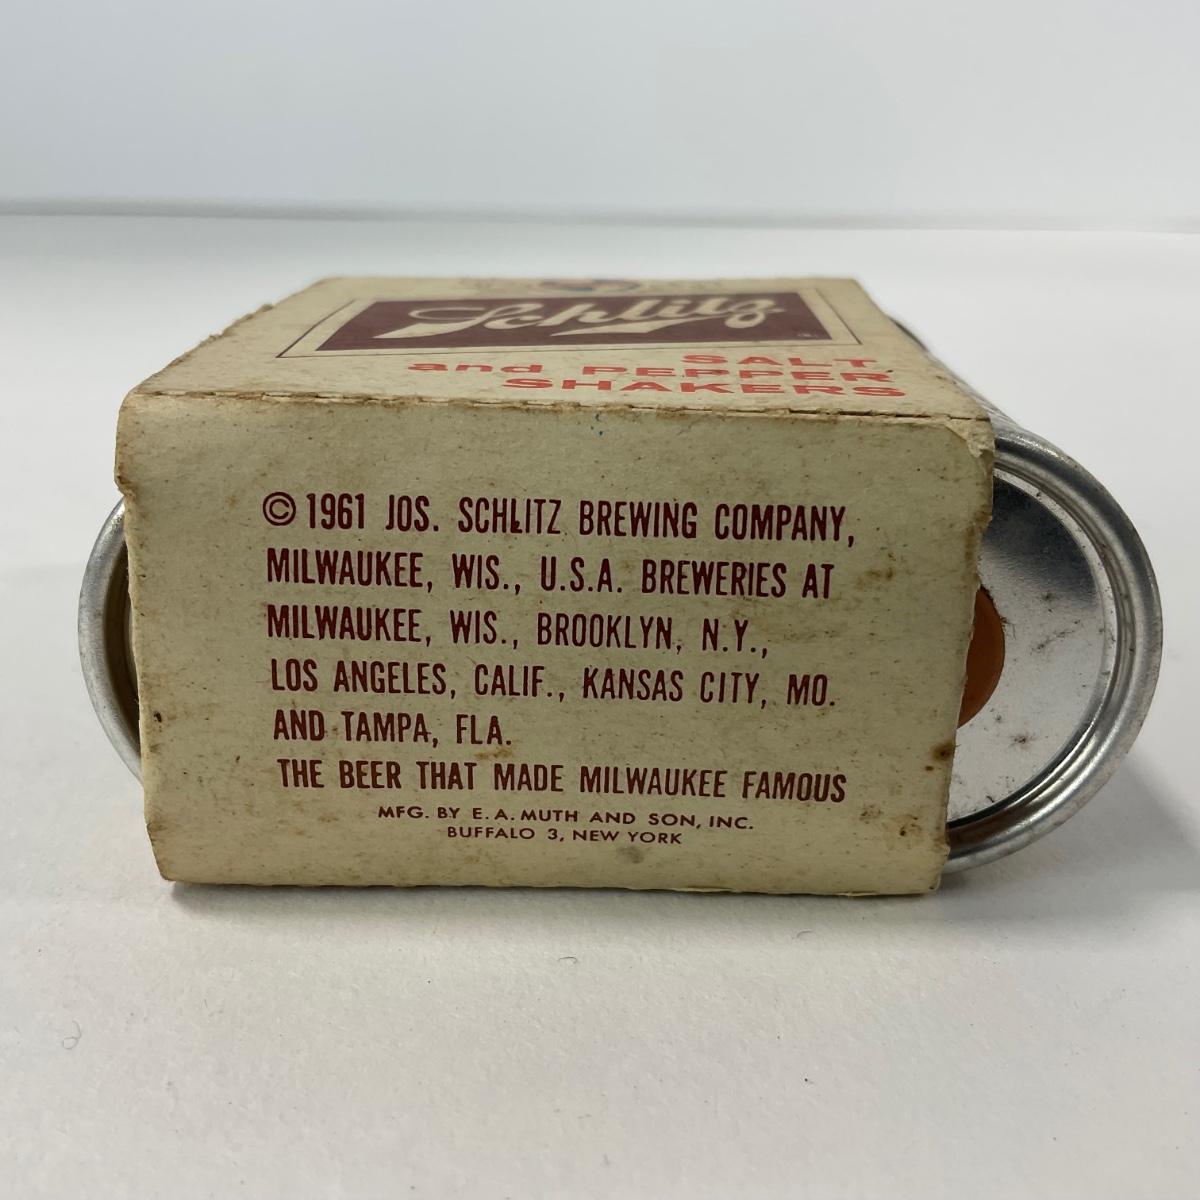 Schlitz
SALT
and PEPPER
SHAKERS
© 1961 JOS. SCHLITZ BREWING COMPANY,
MILWAUKEE, WIS., U.S.A. BREWERIES AT
MILWAUKEE, WIS., BROOKLYN, N.Y.,
LOS ANGELES, CALIF., KANSAS CITY, MO.
AND TAMPA, FLA.
THE BEER THAT MADE MILWAUKEE FAMOUS
MFG. BY E. A. MUTH AND SON, INC.
BUFFALO 3, NEW YORK